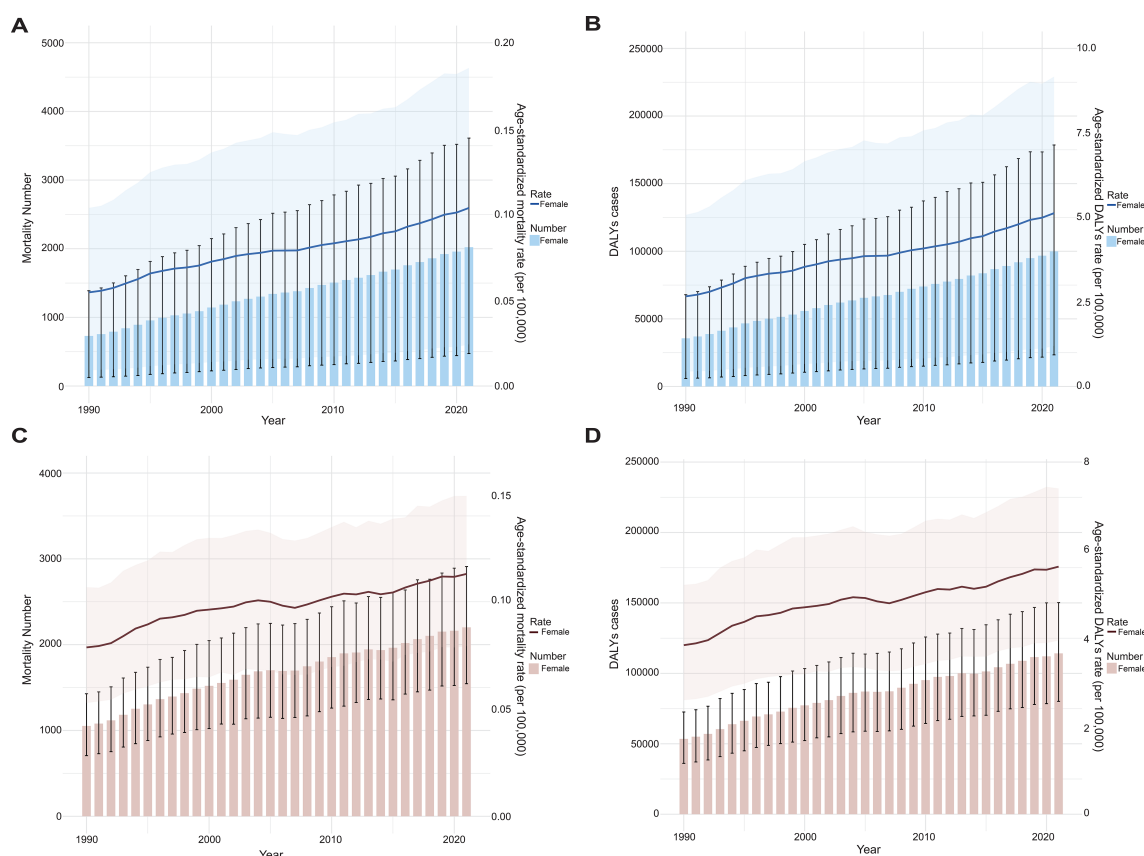 A
5000
4000
3000
2000
1000
0
Mortality Number
0.20
0.15
0.10
0.05
0.00
Age-standardized mortality rate (per 100,000)
1990
2000
2010
2020
Year
Rate
Female
Number
Female
B
250000
200000
150000
100000
50000
0
DALYs cases
10.0
7.5
5.0
2.5
0.0
Age-standardized DALYs rate (per 100,000)
1990
2000
2010
2020
Year
Rate
Female
Number
Female
C
4000
3000
2000
1000
0
Mortality Number
0.15
0.10
0.05
0.00
Age-standardized mortality rate (per 100,000)
1990
2000
2010
2020
Year
Rate
Female
Number
Female
D
250000
200000
150000
100000
50000
0
DALYs cases
8
6
4
2
0
Age-standardized DALYs rate (per 100,000)
1990
2000
2010
2020
Year
Rate
Female
Number
Female